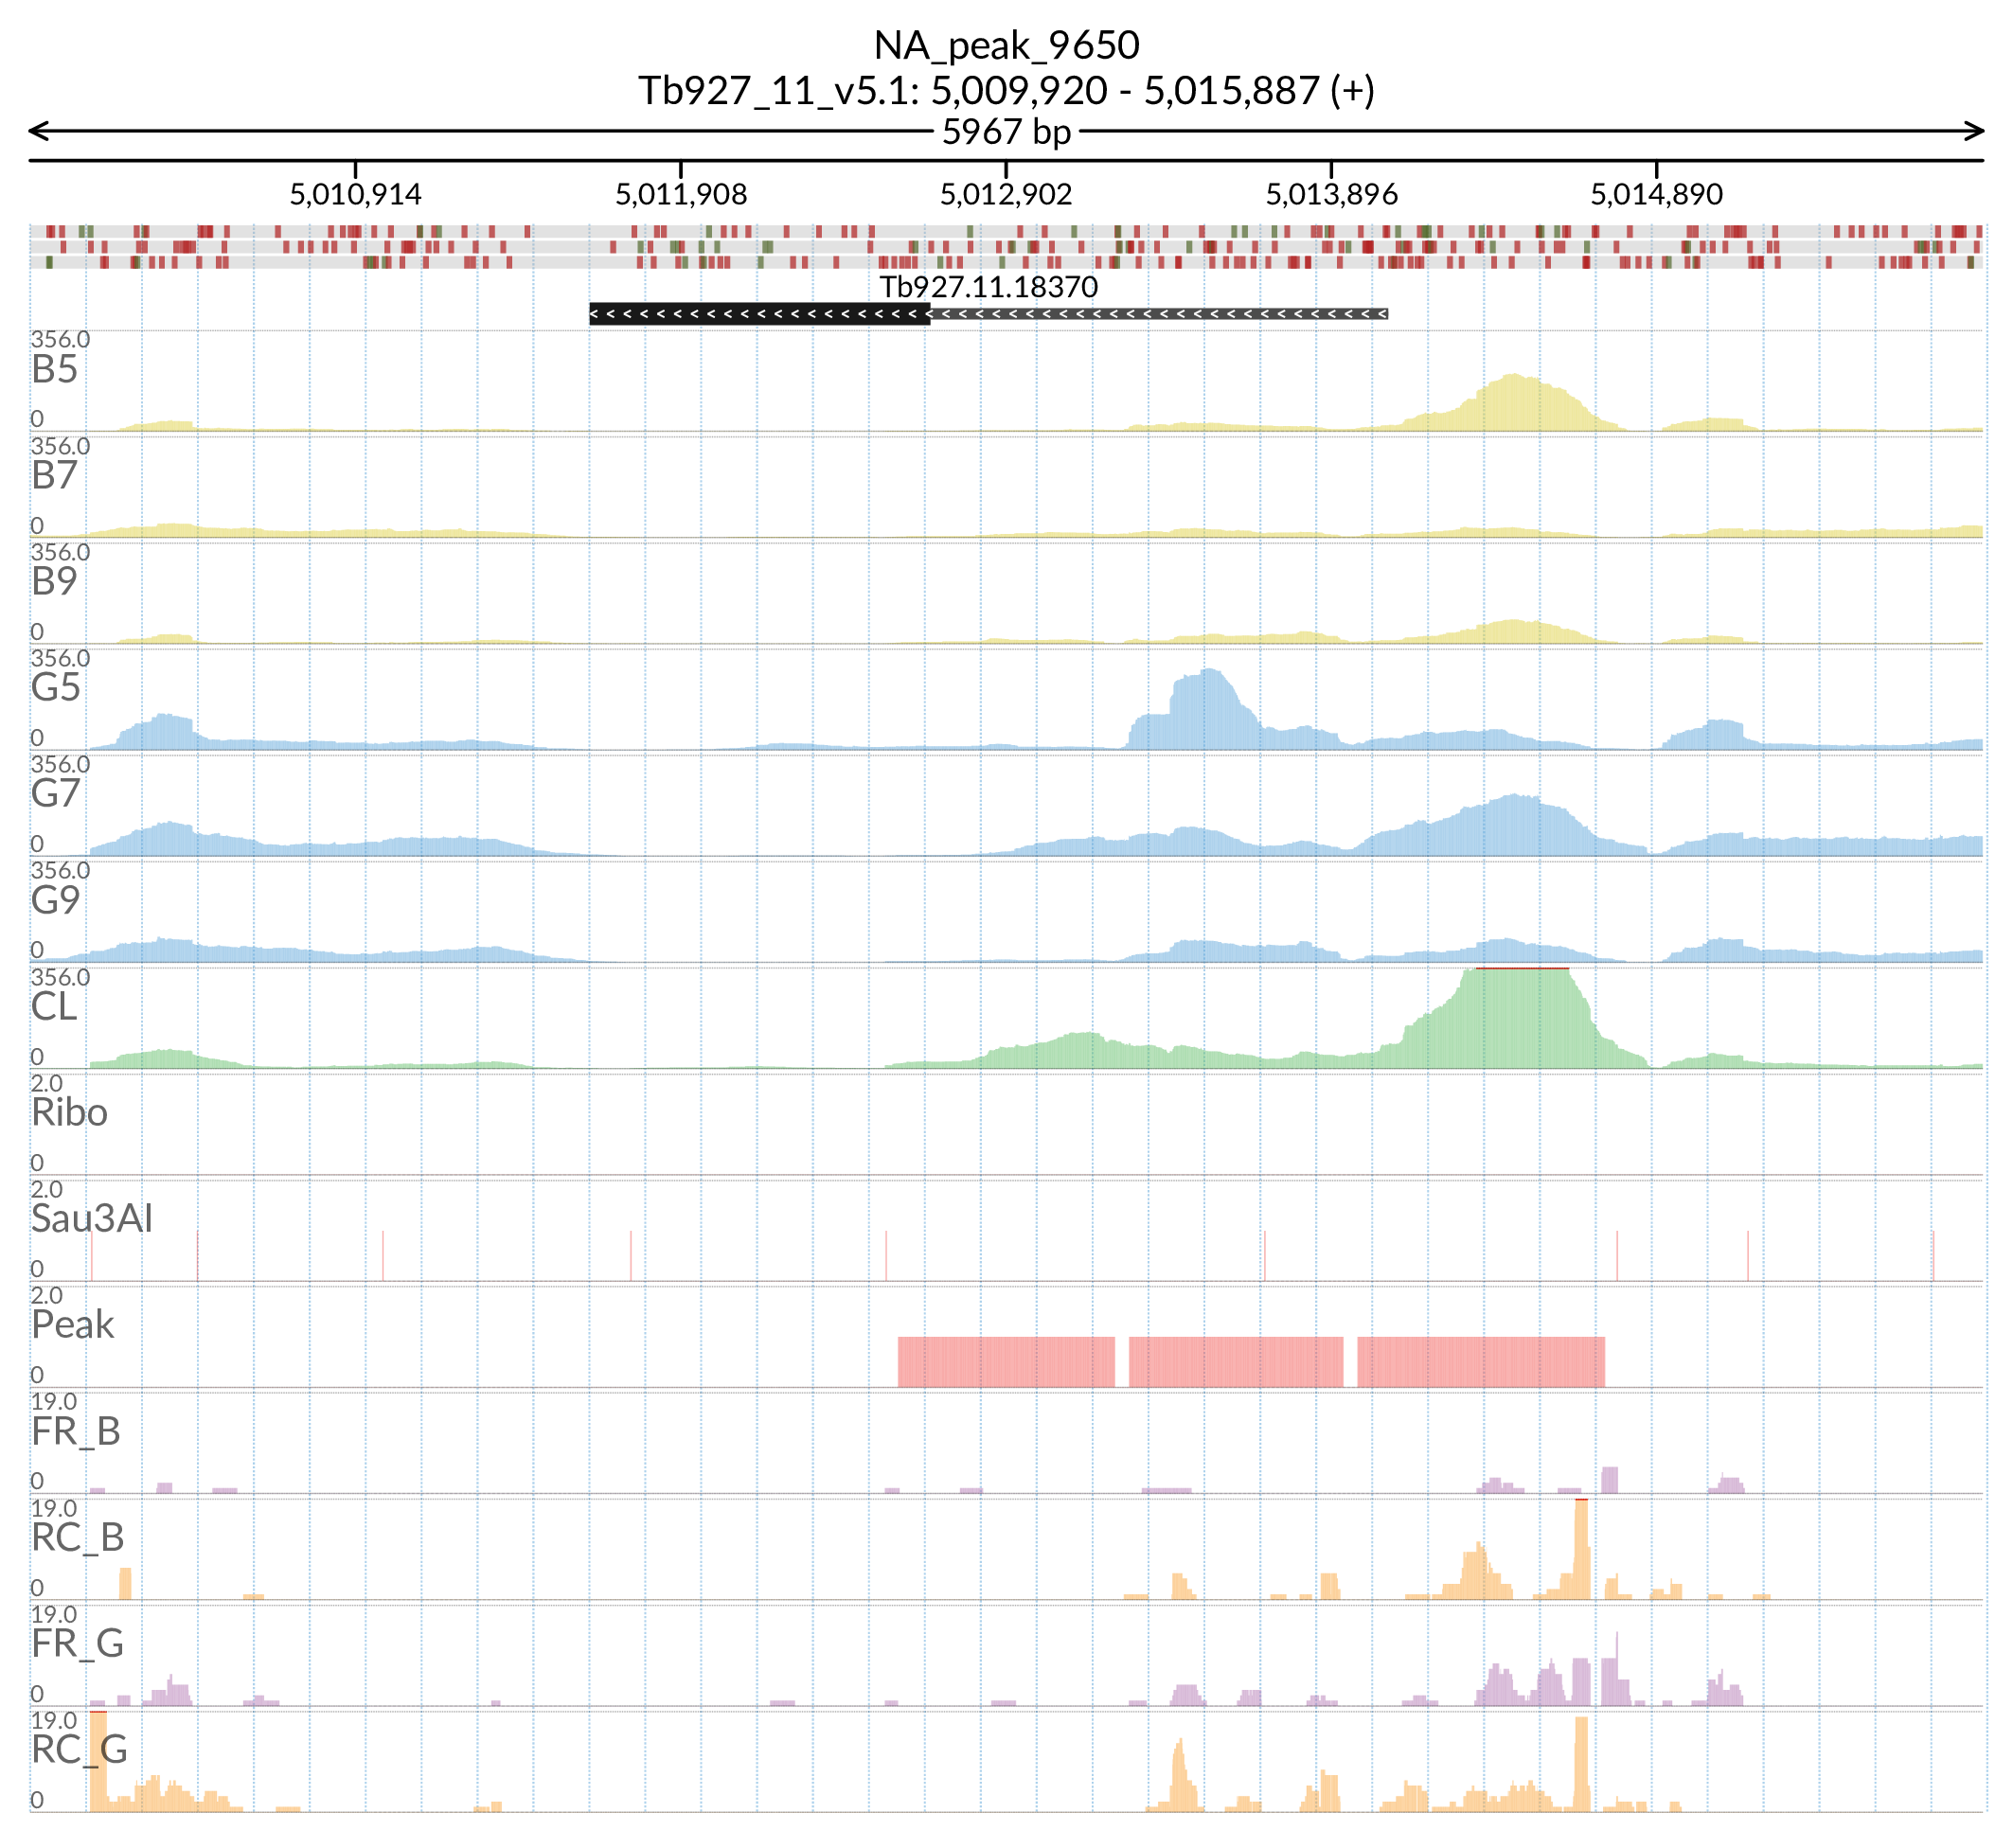 NA_peak_9650
Tb927_11_v5.1: 5,009,920 - 5,015,887 (+)
5967 bp
5,010,914 5,011,908 5,012,902 5,013,896 5,014,890
Tb927.11.18370
356.0
B5
0
356.0
B7
0
356.0
B9
0
356.0
G5
0
356.0
G7
0
356.0
G9
0
356.0
CL
0
2.0
Ribo
0
2.0
Sau3AI
0
2.0
Peak
0
19.0
FR_B
0
19.0
RC_B
0
19.0
FR_G
0
19.0
RC_G
0